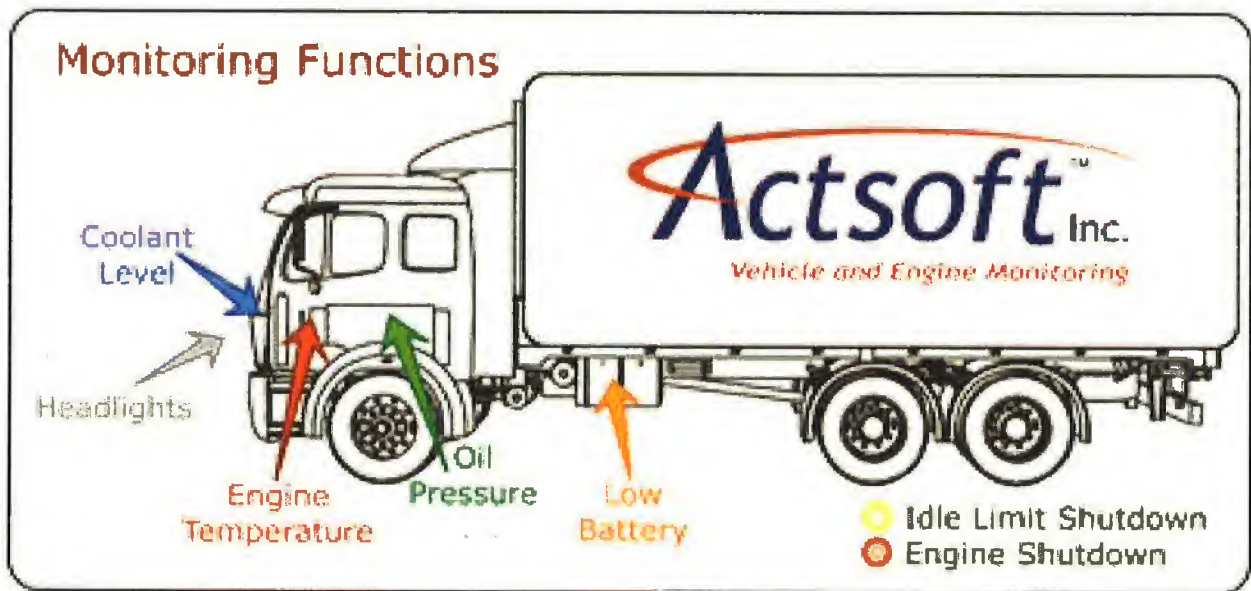 Monitoring Functions
Actsoft™ Inc.
Vehicle and Engine Monitoring
Coolant
Level
Headlights
Engine
Temperature
Oil
Pressure
Low
Battery
Idle Limit Shutdown
Engine Shutdown